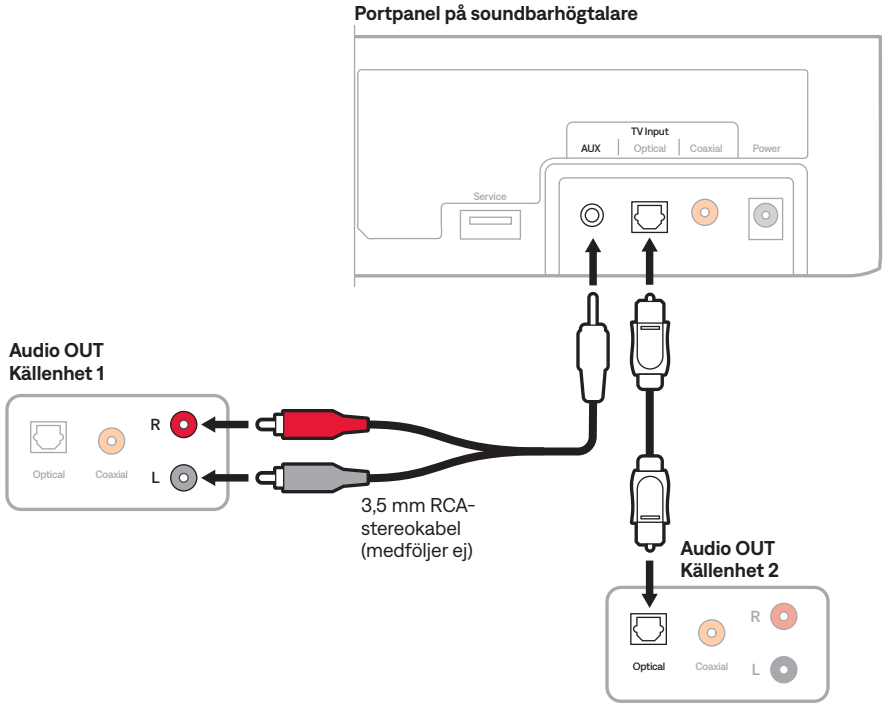 Portpanel på soundbarhögtalare
TV Input
AUX Optical Coaxial Power
Service
Audio OUT
Källenhet 1
R
Optical Coaxial L
3,5 mm RCA-
stereokabel
(medföljer ej)
Audio OUT
Källenhet 2
R
Optical Coaxial L